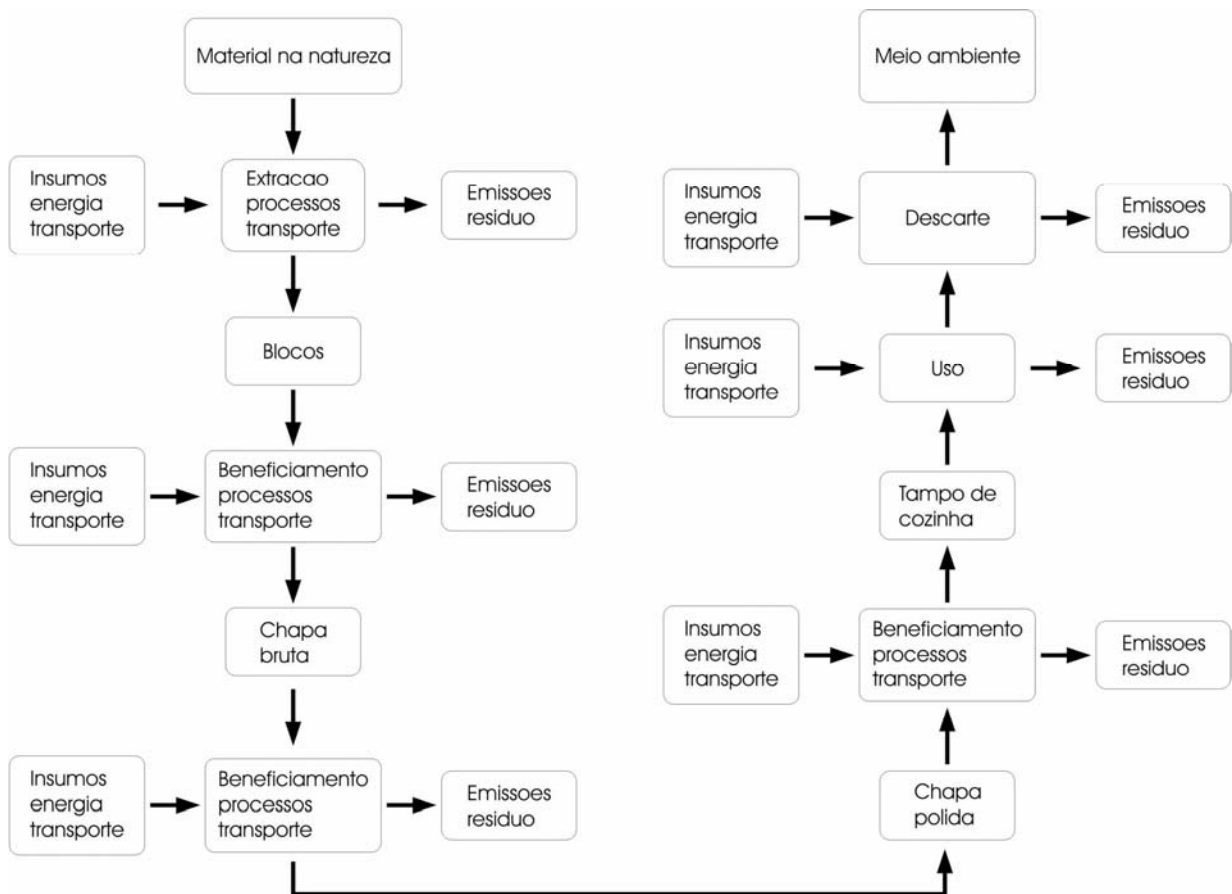 Material na natureza
Insumos
energia
transporte
Extracao
processos
transporte
Emissoes
residuo
Blocos
Insumos
energia
transporte
Beneficiamento
processos
transporte
Emissoes
residuo
Chapa
bruta
Insumos
energia
transporte
Beneficiamento
processos
transporte
Emissoes
residuo
Meio ambiente
Insumos
energia
transporte
Descarte
Emissoes
residuo
Insumos
energia
transporte
Uso
Emissoes
residuo
Tampo de
cozinha
Insumos
energia
transporte
Beneficiamento
processos
transporte
Emissoes
residuo
Chapa
polida